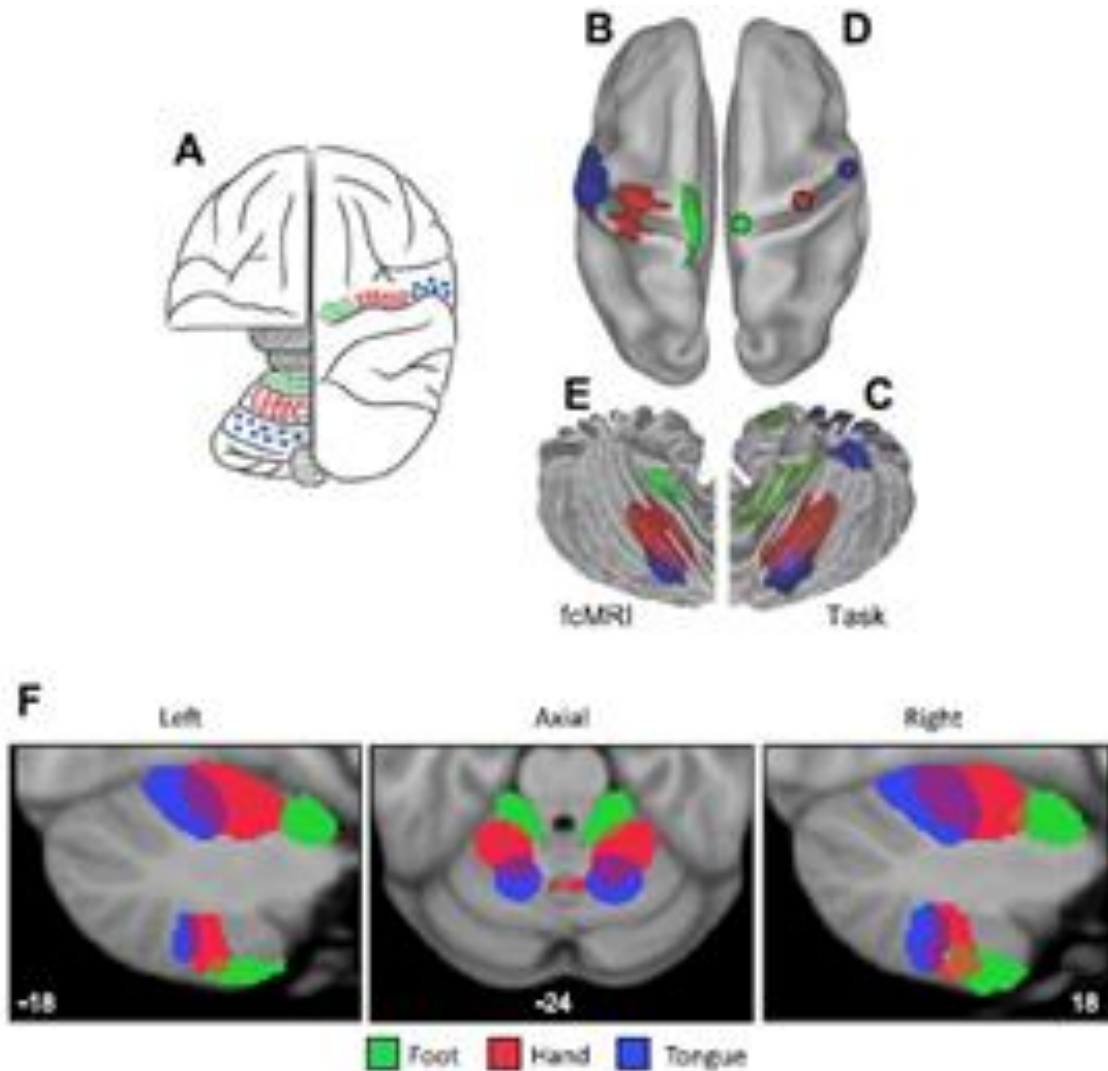 B D
A
E C
fcMRI Task
F
Left Axial Right
-18 -24 18
Foot Hand Tongue